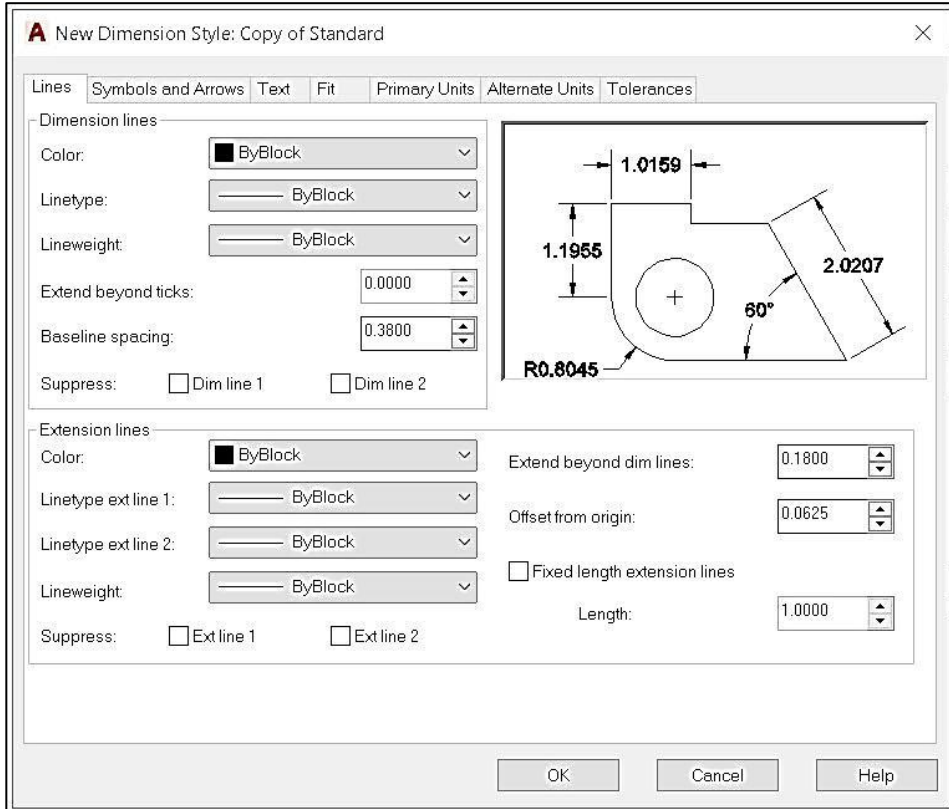 New Dimension Style: Copy of Standard
Lines Symbols and Arrows Text Fit Primary Units Alternate Units Tolerances
Dimension lines
Color: ByBlock
Linetype: ByBlock
Lineweight: ByBlock
Extend beyond ticks: 0.0000
Baseline spacing: 0.3800
Suppress: Dim line 1 Dim line 2
1.0159
1.1955
2.0207
60°
R0.8045
Extension lines
Color: ByBlock
Linetype ext line 1: ByBlock
Linetype ext line 2: ByBlock
Lineweight: ByBlock
Suppress: Ext line 1 Ext line 2
Extend beyond dim lines: 0.1800
Offset from origin: 0.0625
Fixed length extension lines
Length: 1.0000
OK Cancel Help